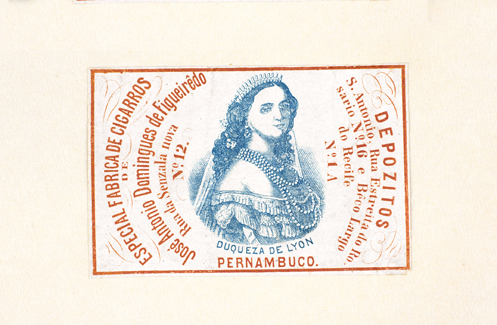 ESPECIAL FABRICA DE CIGARROS
DE
José Antonio Domingues de Figueirêdo
Rua da Senzala nova
Nº 12.
DEPOZITOS
S. Antonio, Rua Estreita do Ro
sario Nº 16 e Bêco Largo
do Recife
Nº 1 A
DUQUEZA DE LYON
PERNAMBUCO.